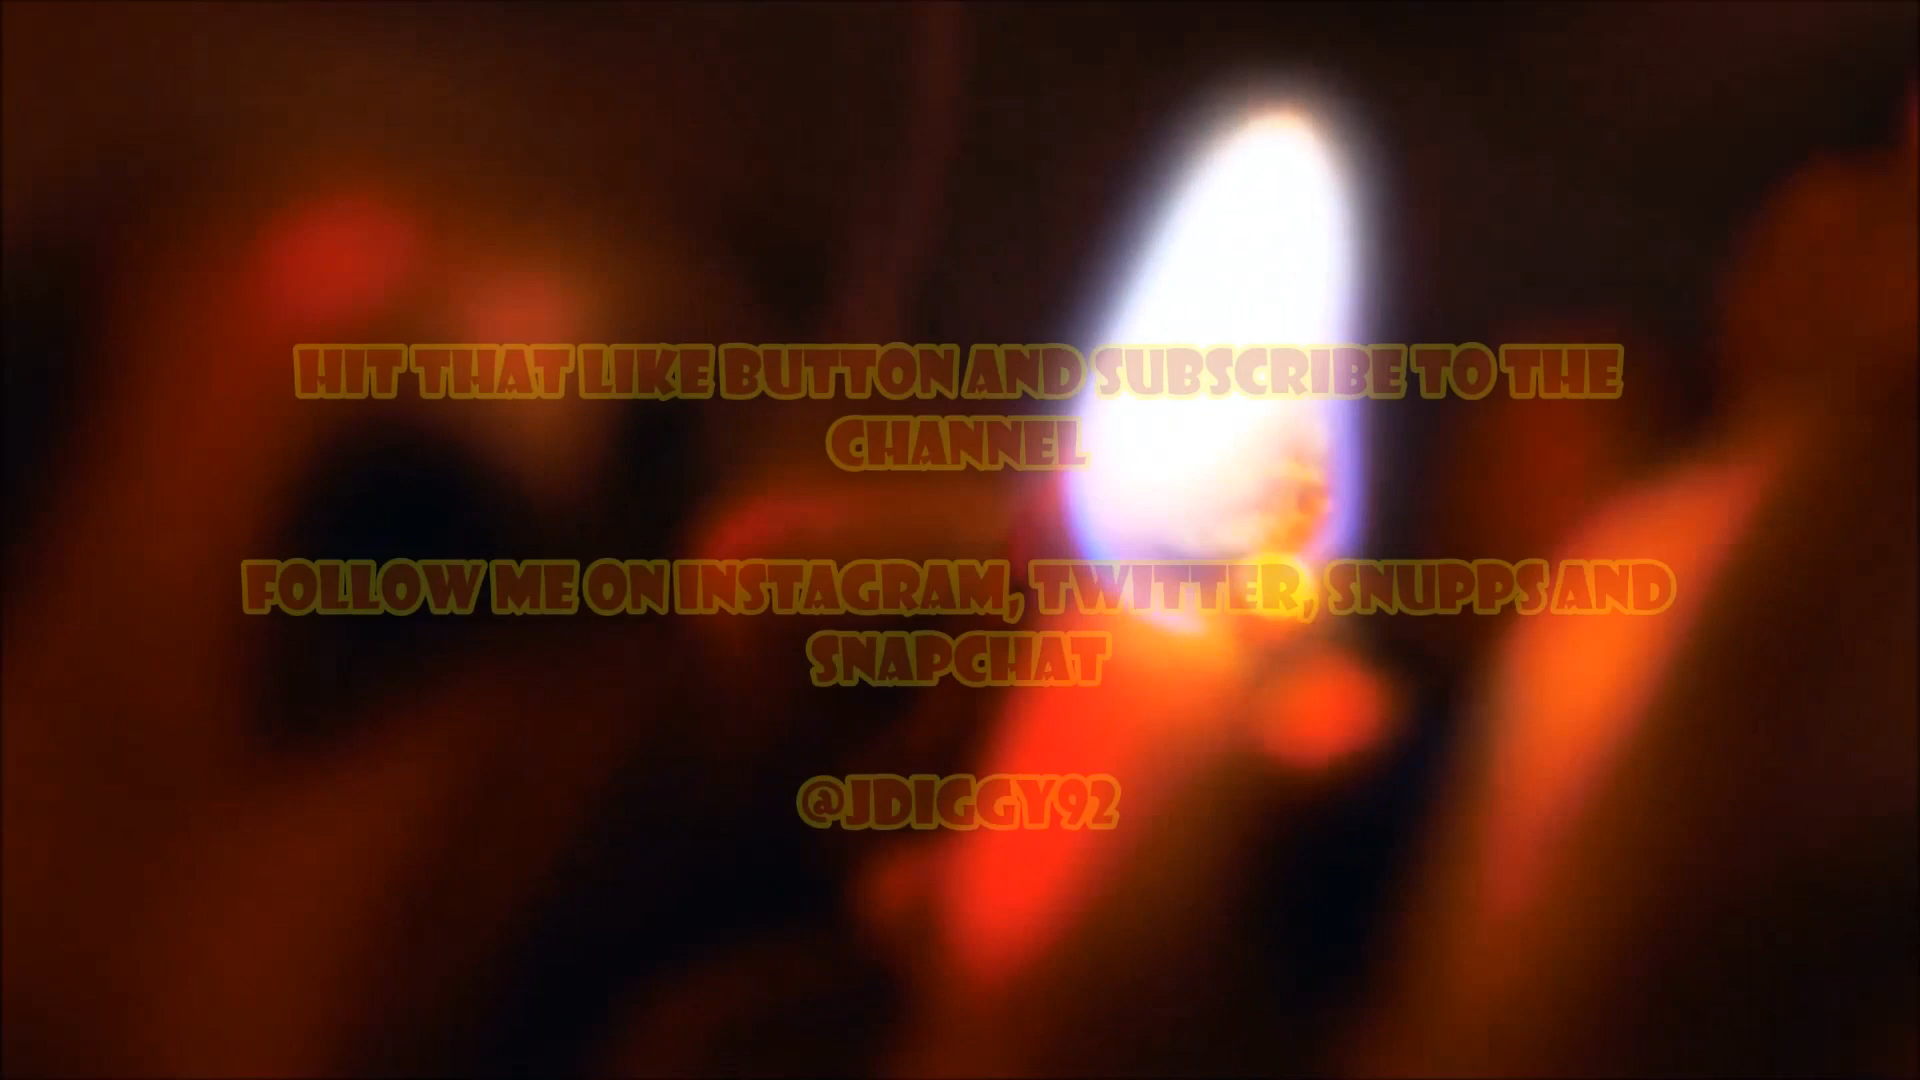 HIT THAT LIKE BUTTON AND SUBSCRIBE TO THE
CHANNEL
FOLLOW ME ON INSTAGRAM, TWITTER, SNUPPS AND
SNAPCHAT
@JDIGGY92